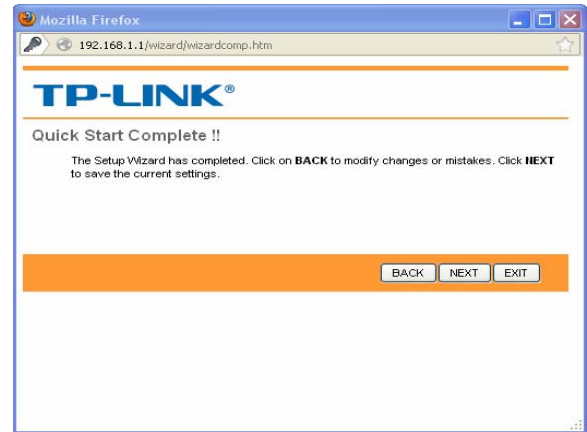 Mozilla Firefox
192.168.1.1/wizard/wizardcomp.htm
TP-LINK®
Quick Start Complete !!
The Setup Wizard has completed. Click on BACK to modify changes or mistakes. Click NEXT
to save the current settings.
BACK NEXT EXIT